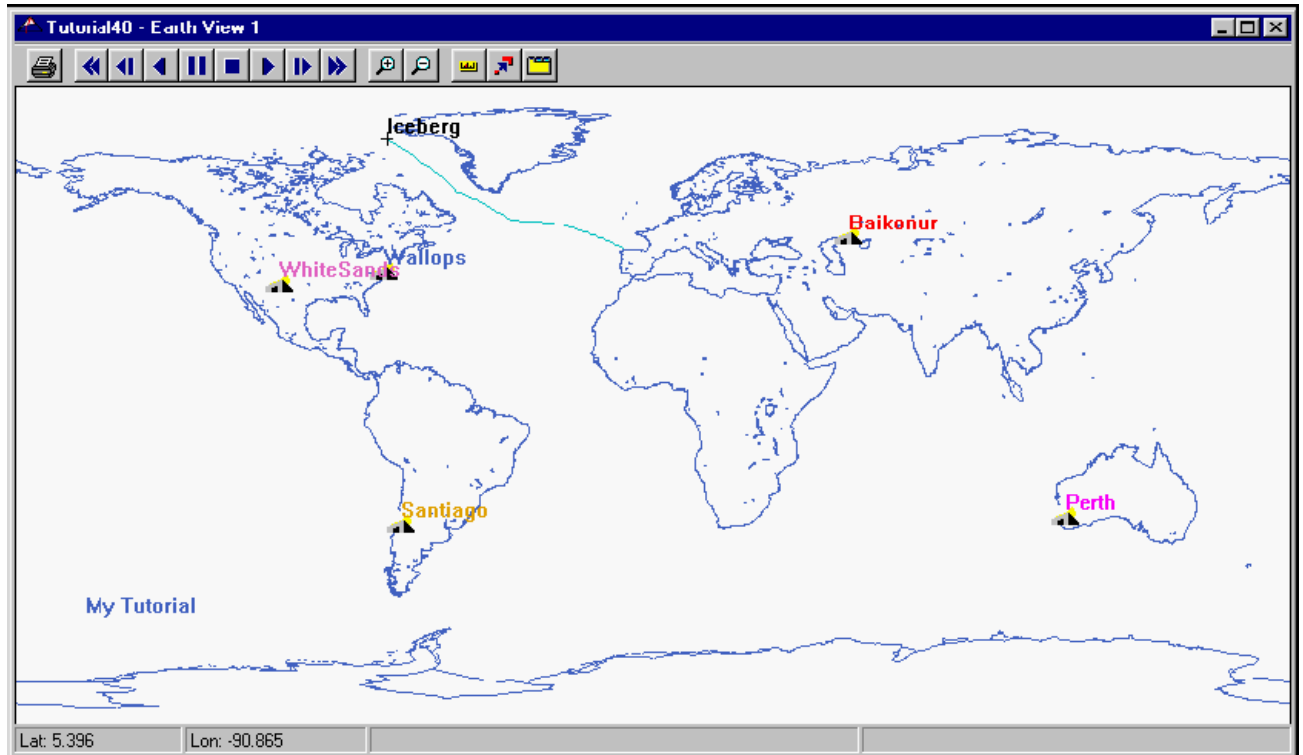 Tutorial40 - Earth View 1
Iceberg
Baikonur
Wallops
WhiteSands
Santiago
Perth
My Tutorial
Lat: 5.396
Lon: -90.865